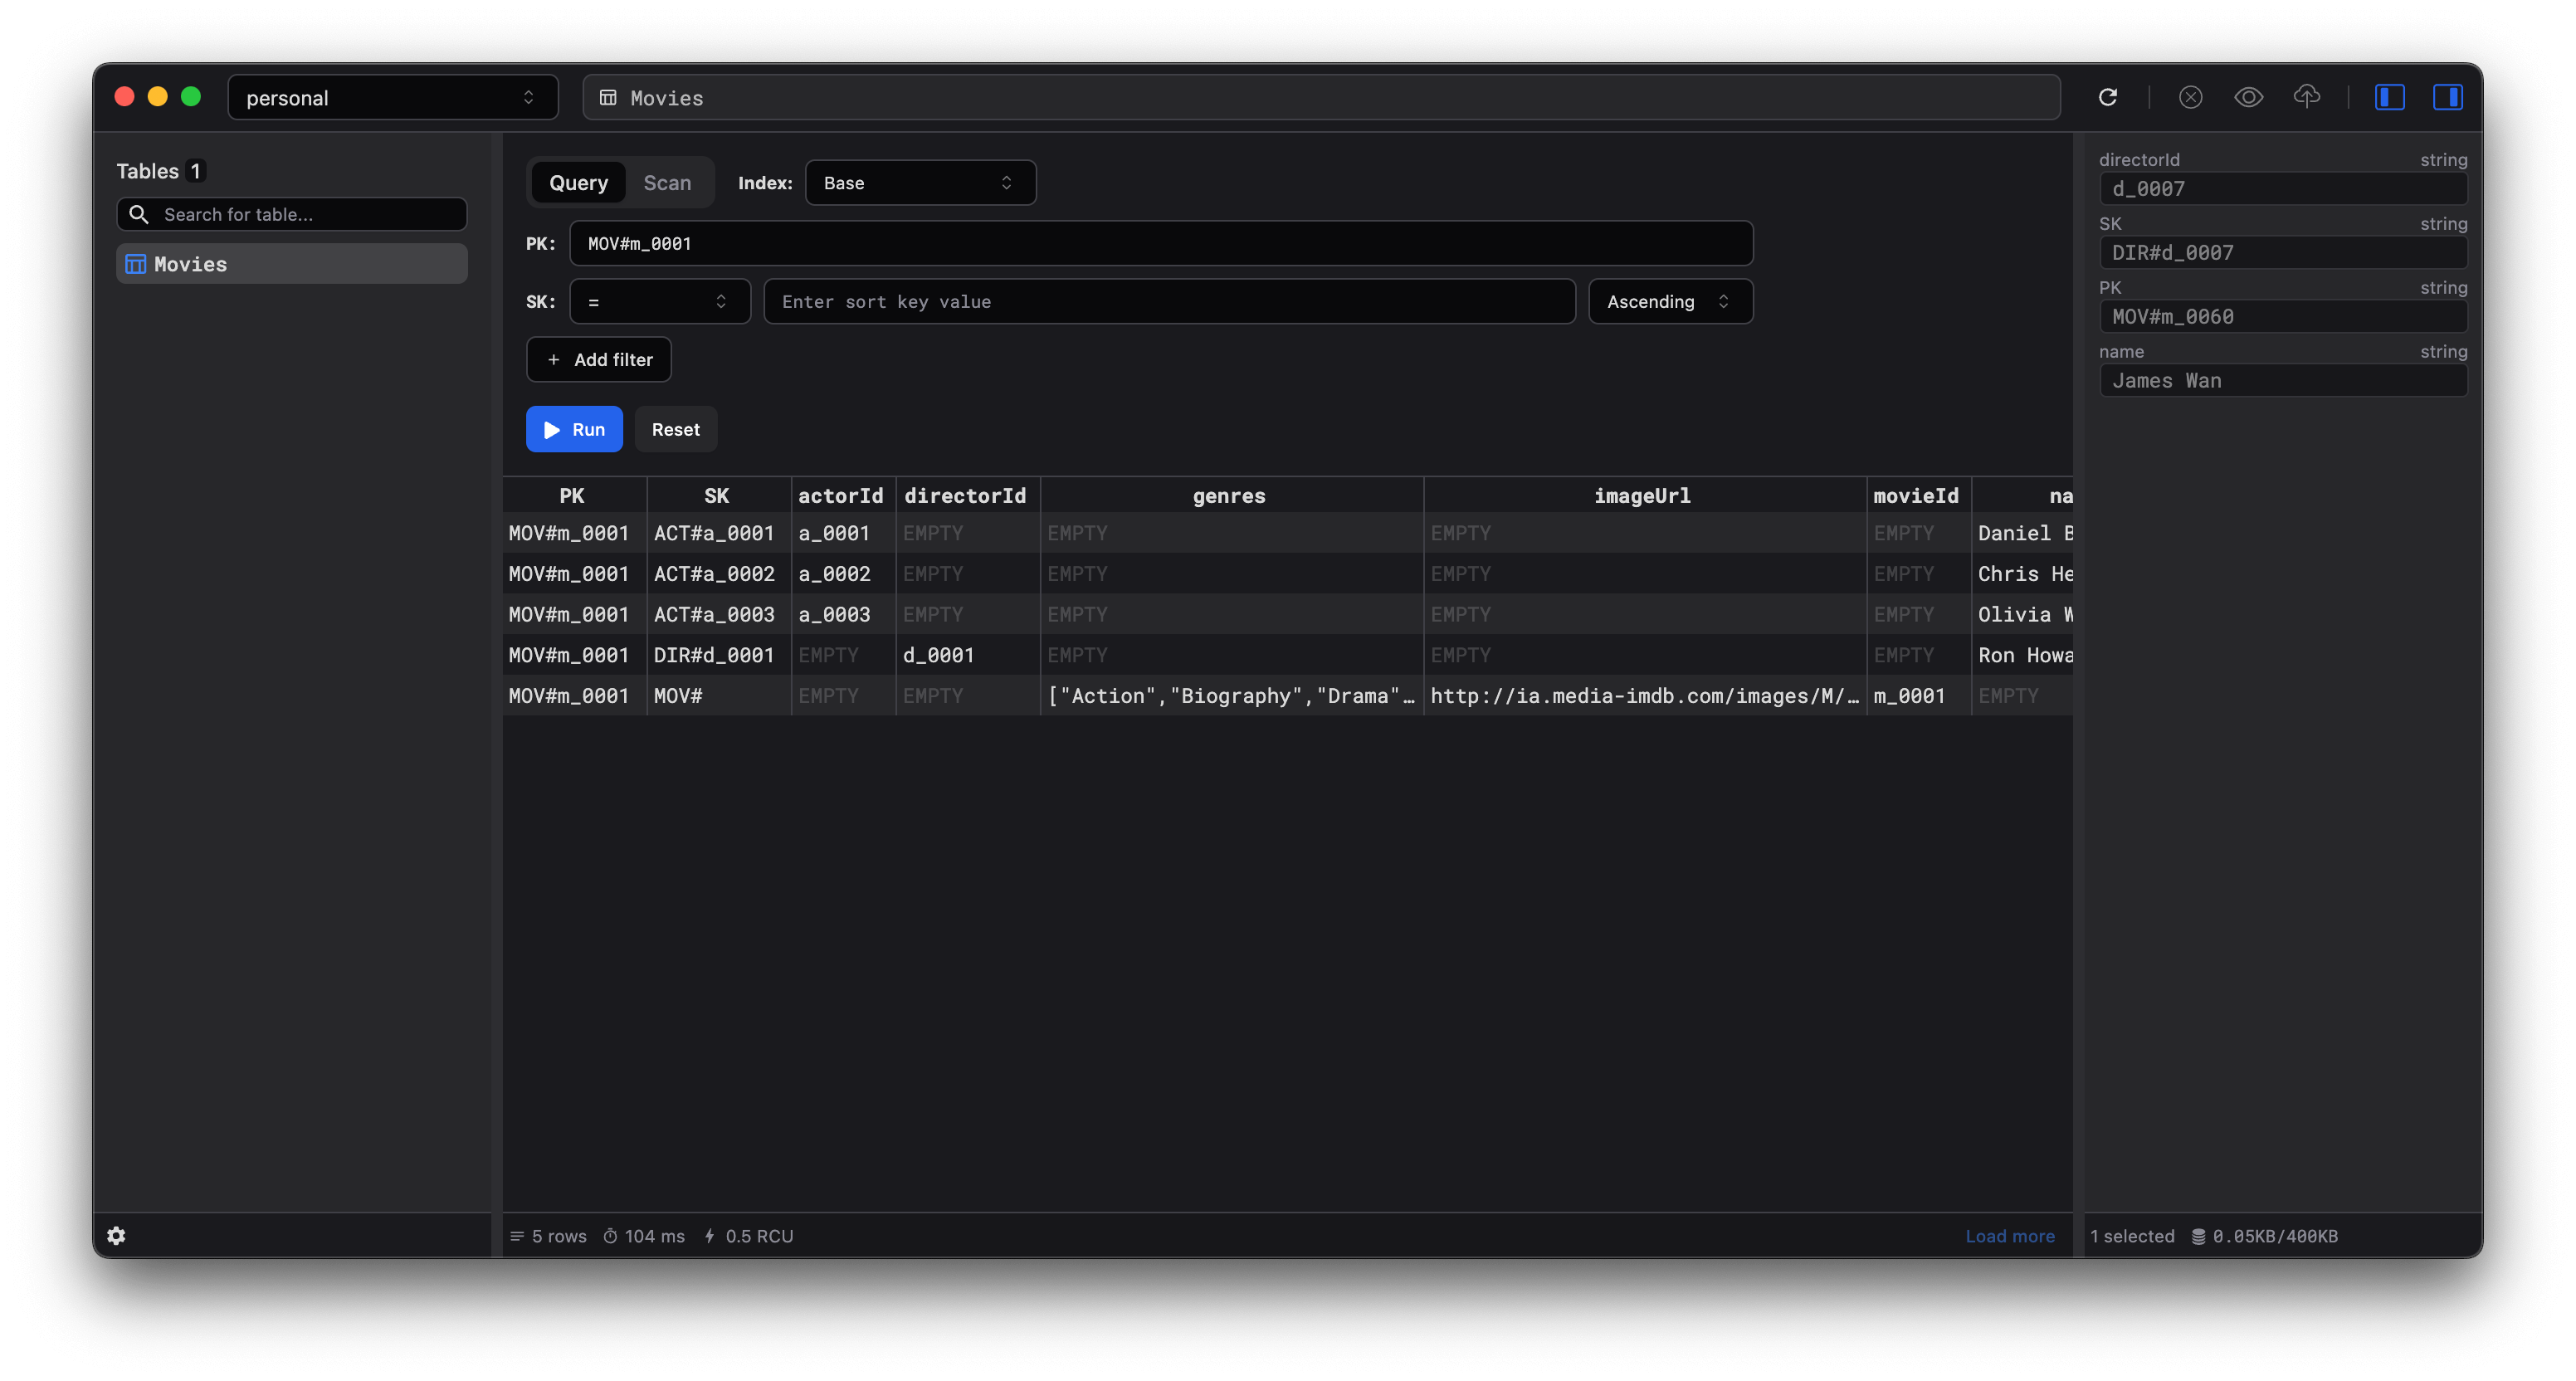 personal
Movies
Tables 1
Search for table...
Movies
Query Scan Index: Base
PK: MOV#m_0001
SK: = Enter sort key value Ascending
+ Add filter
Run Reset
PK SK actorId directorId genres imageUrl movieId na
MOV#m_0001 ACT#a_0001 a_0001 EMPTY EMPTY EMPTY EMPTY Daniel B
MOV#m_0001 ACT#a_0002 a_0002 EMPTY EMPTY EMPTY EMPTY Chris He
MOV#m_0001 ACT#a_0003 a_0003 EMPTY EMPTY EMPTY EMPTY Olivia W
MOV#m_0001 DIR#d_0001 EMPTY d_0001 EMPTY EMPTY EMPTY Ron Howa
MOV#m_0001 MOV# EMPTY EMPTY ["Action","Biography","Drama"… http://ia.media-imdb.com/images/M/… m_0001 EMPTY
5 rows 104 ms 0.5 RCU Load more
directorId string
d_0007
SK string
DIR#d_0007
PK string
MOV#m_0060
name string
James Wan
1 selected 0.05KB/400KB